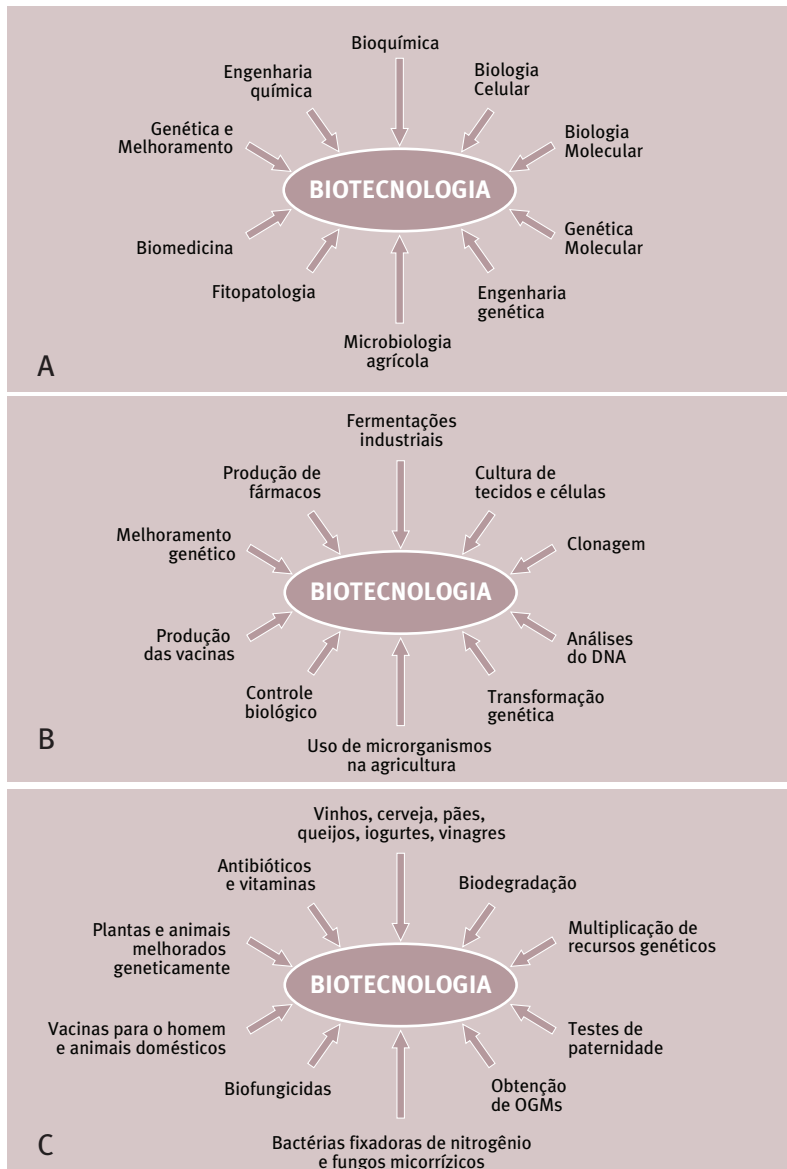 Bioquímica
Engenharia
química
Biologia
Celular
Genética e
Melhoramento
Biologia
Molecular
BIOTECNOLOGIA
Biomedicina
Genética
Molecular
Fitopatologia
Engenharia
genética
Microbiologia
agrícola
A
Fermentações
industriais
Produção de
fármacos
Cultura de
tecidos e células
Melhoramento
genético
Clonagem
BIOTECNOLOGIA
Produção
das vacinas
Análises
do DNA
Controle
biológico
Transformação
genética
Uso de microrganismos
na agricultura
B
Vinhos, cerveja, pães,
queijos, iogurtes, vinagres
Antibióticos
e vitaminas
Biodegradação
Plantas e animais
melhorados
geneticamente
Multiplicação de
recursos genéticos
BIOTECNOLOGIA
Vacinas para o homem
e animais domésticos
Testes de
paternidade
Biofungicidas
Obtenção
de OGMs
Bactérias fixadoras de nitrogênio
e fungos micorrízicos
C